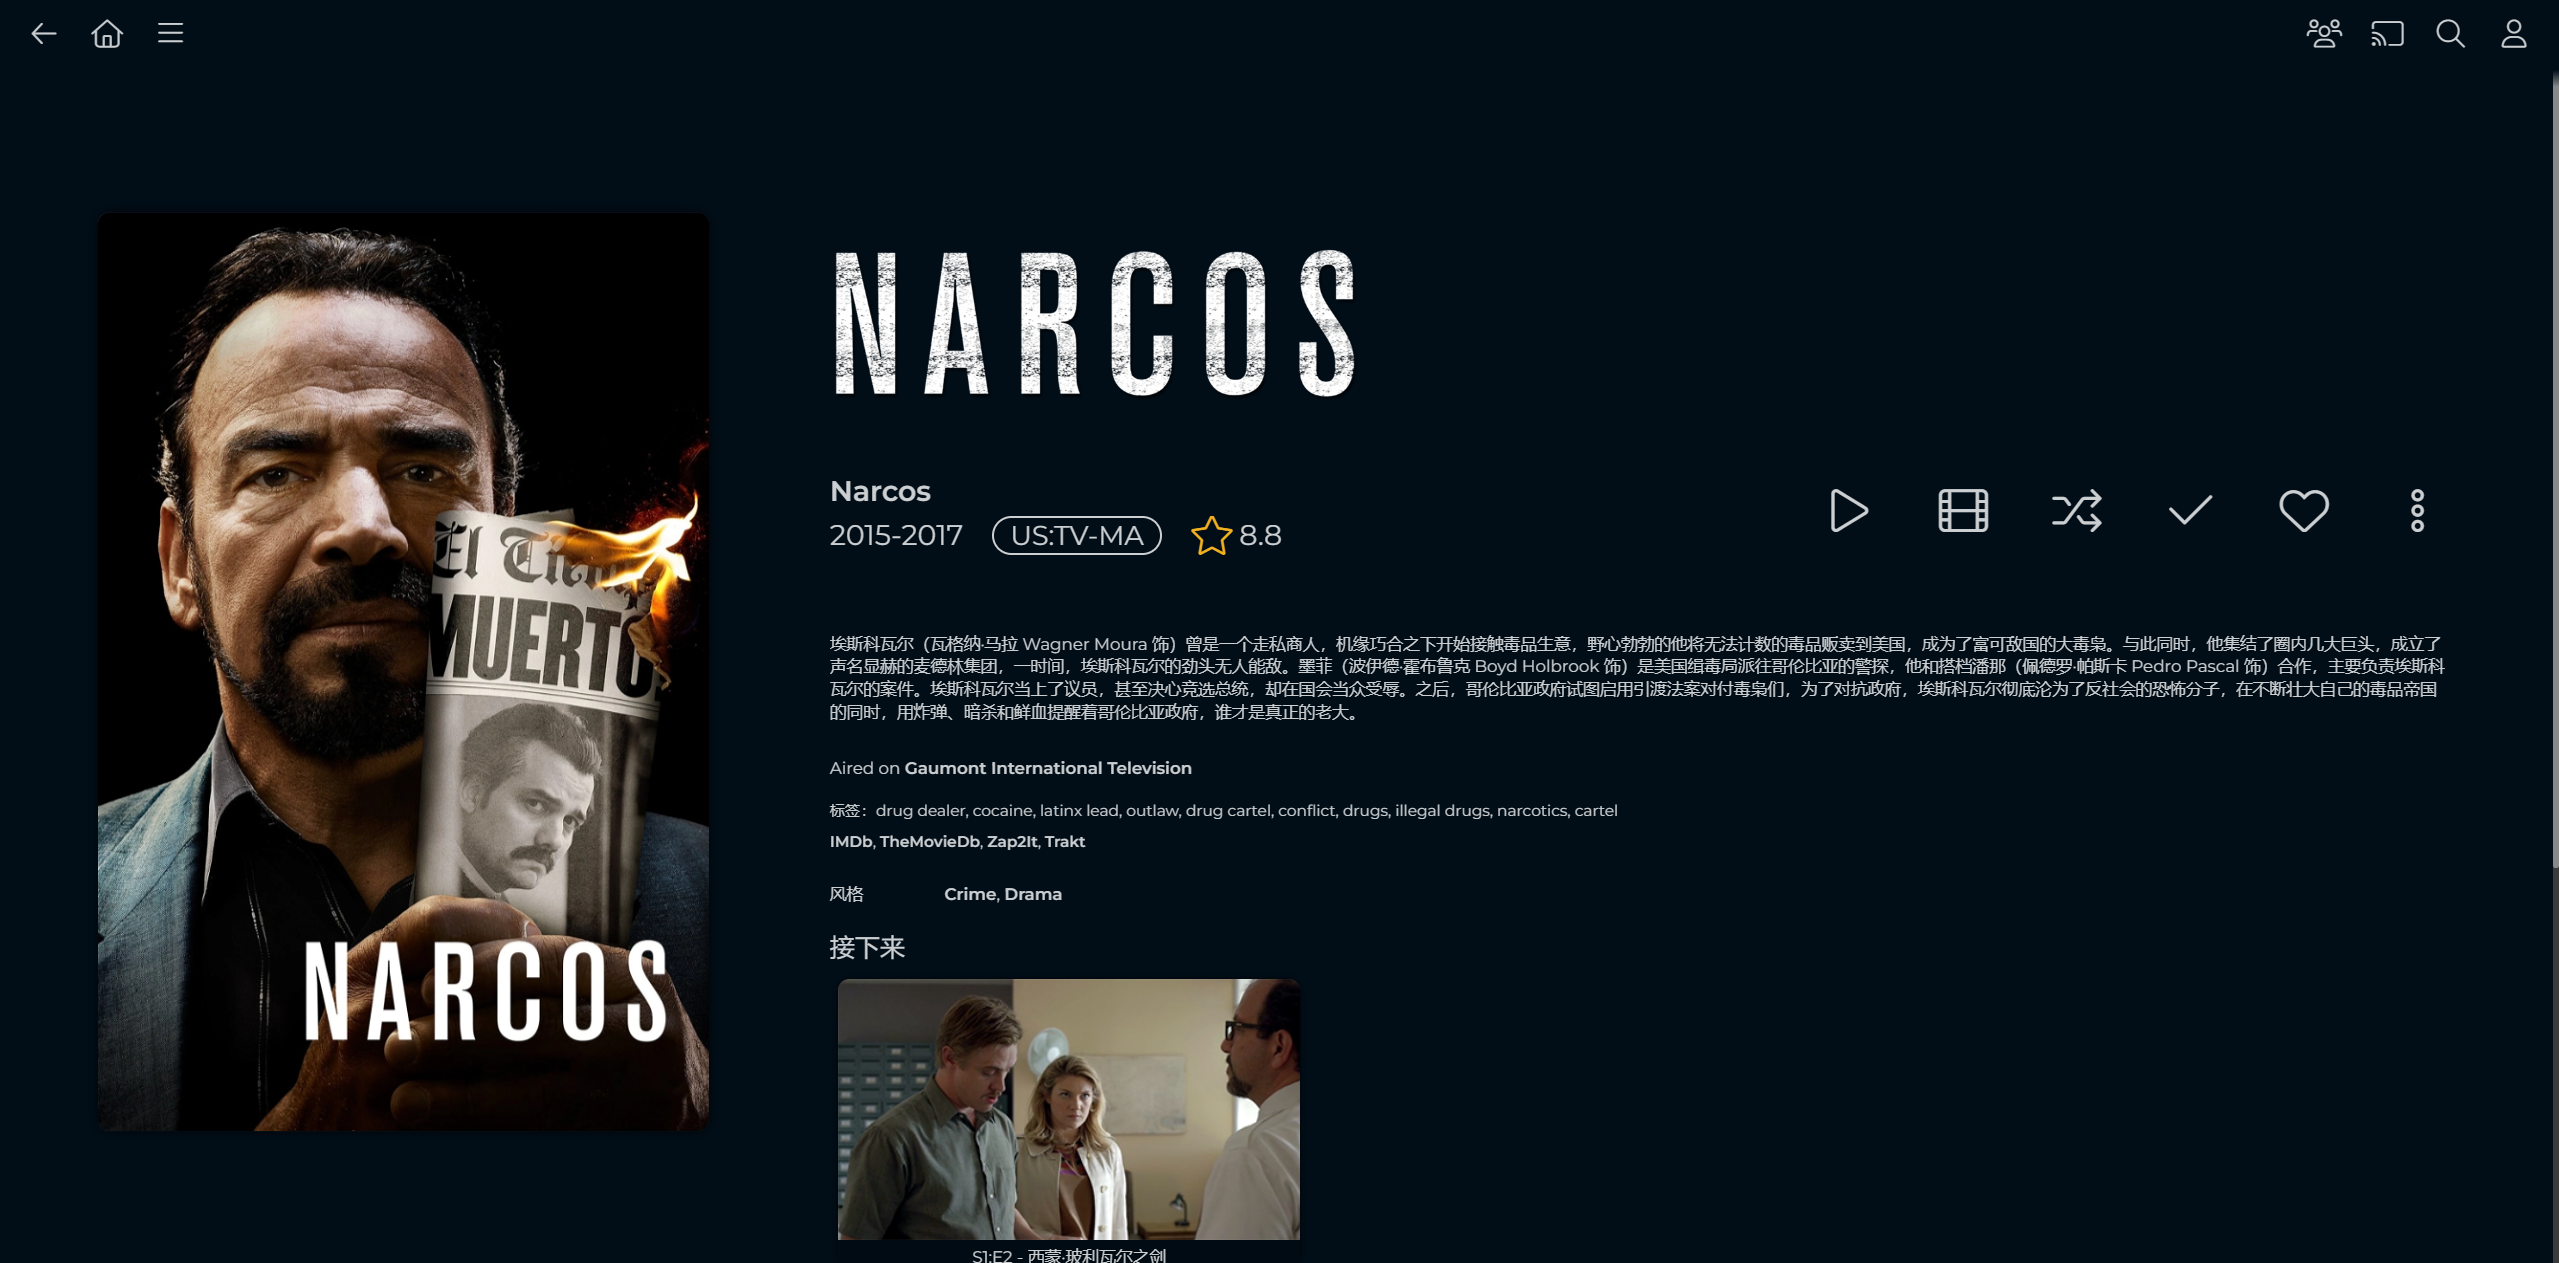 NARCOS
Narcos
2015-2017 US:TV-MA 8.8
埃斯科瓦尔（瓦格纳·马拉 Wagner Moura 饰）曾是一个走私商人，机缘巧合之下开始接触毒品生意，野心勃勃的他将无法计数的毒品贩卖到美国，成为了富可敌国的大毒枭。与此同时，他集结了圈内几大巨头，成立了
声名显赫的麦德林集团，一时间，埃斯科瓦尔的劲头无人能敌。墨菲（波伊德·霍布鲁克 Boyd Holbrook 饰）是美国缉毒局派往哥伦比亚的警探，他和搭档潘那（佩德罗·帕斯卡 Pedro Pascal 饰）合作，主要负责埃斯科
瓦尔的案件。埃斯科瓦尔当上了议员，甚至决心竞选总统，却在国会当众受辱。之后，哥伦比亚政府试图启用引渡法案对付毒枭们，为了对抗政府，埃斯科瓦尔彻底沦为了反社会的恐怖分子，在不断壮大自己的毒品帝国
的同时，用炸弹、暗杀和鲜血提醒着哥伦比亚政府，谁才是真正的老大。
Aired on Gaumont International Television
标签：drug dealer, cocaine, latinx lead, outlaw, drug cartel, conflict, drugs, illegal drugs, narcotics, cartel
IMDb, TheMovieDb, Zap2It, Trakt
风格 Crime, Drama
接下来
S1:E2 - 西蒙·玻利瓦尔之剑
El
MUERTO
NARCOS